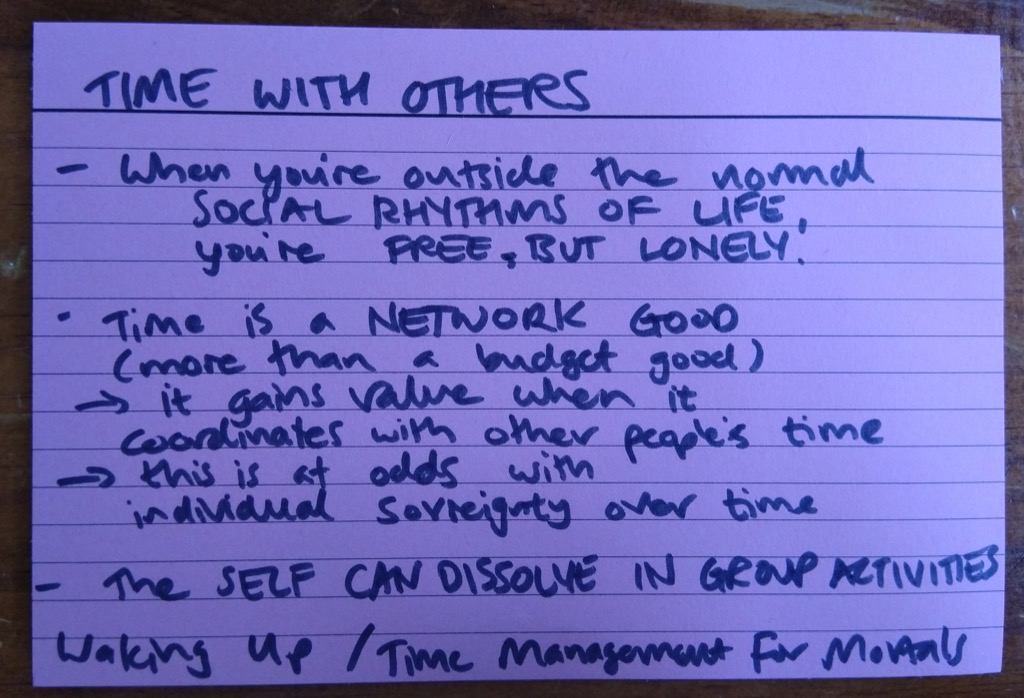 TIME WITH OTHERS
- When you're outside the normal
SOCIAL RHYTHMS OF LIFE,
you're FREE, BUT LONELY!
- Time is a NETWORK GOOD
(more than a budget good)
→ it gains value when it
coordinates with other people's time
→ this is at odds with
individual sovreignty over time
- The SELF CAN DISSOLVE IN GROUP ACTIVITIES
Waking Up / Time Management for Mortals